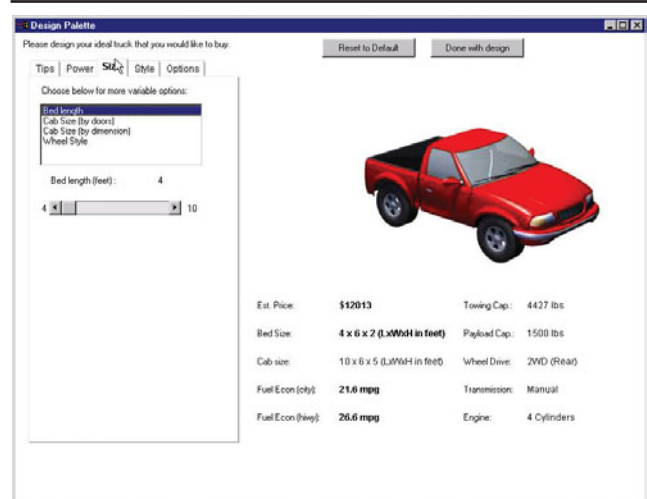 Design Palette
Please design your ideal truck that you would like to buy.
Reset to Default
Done with design
Tips Power Style Options
Choose below for more variable options:
Bed length
Cab Size (by doors)
Cab Size (by dimension)
Wheel Style
Bed length (feet) : 4
4 10
Est. Price: $12013 Towing Cap.: 4427 lbs
Bed Size: 4 x 6 x 2 (LxWxH in feet) Payload Cap.: 1500 lbs
Cab size: 10 x 6 x 5 (LxWxH in feet) Wheel Drive: 2WD (Rear)
Fuel Econ (city): 21.6 mpg Transmission: Manual
Fuel Econ (hiwy): 26.6 mpg Engine: 4 Cylinders